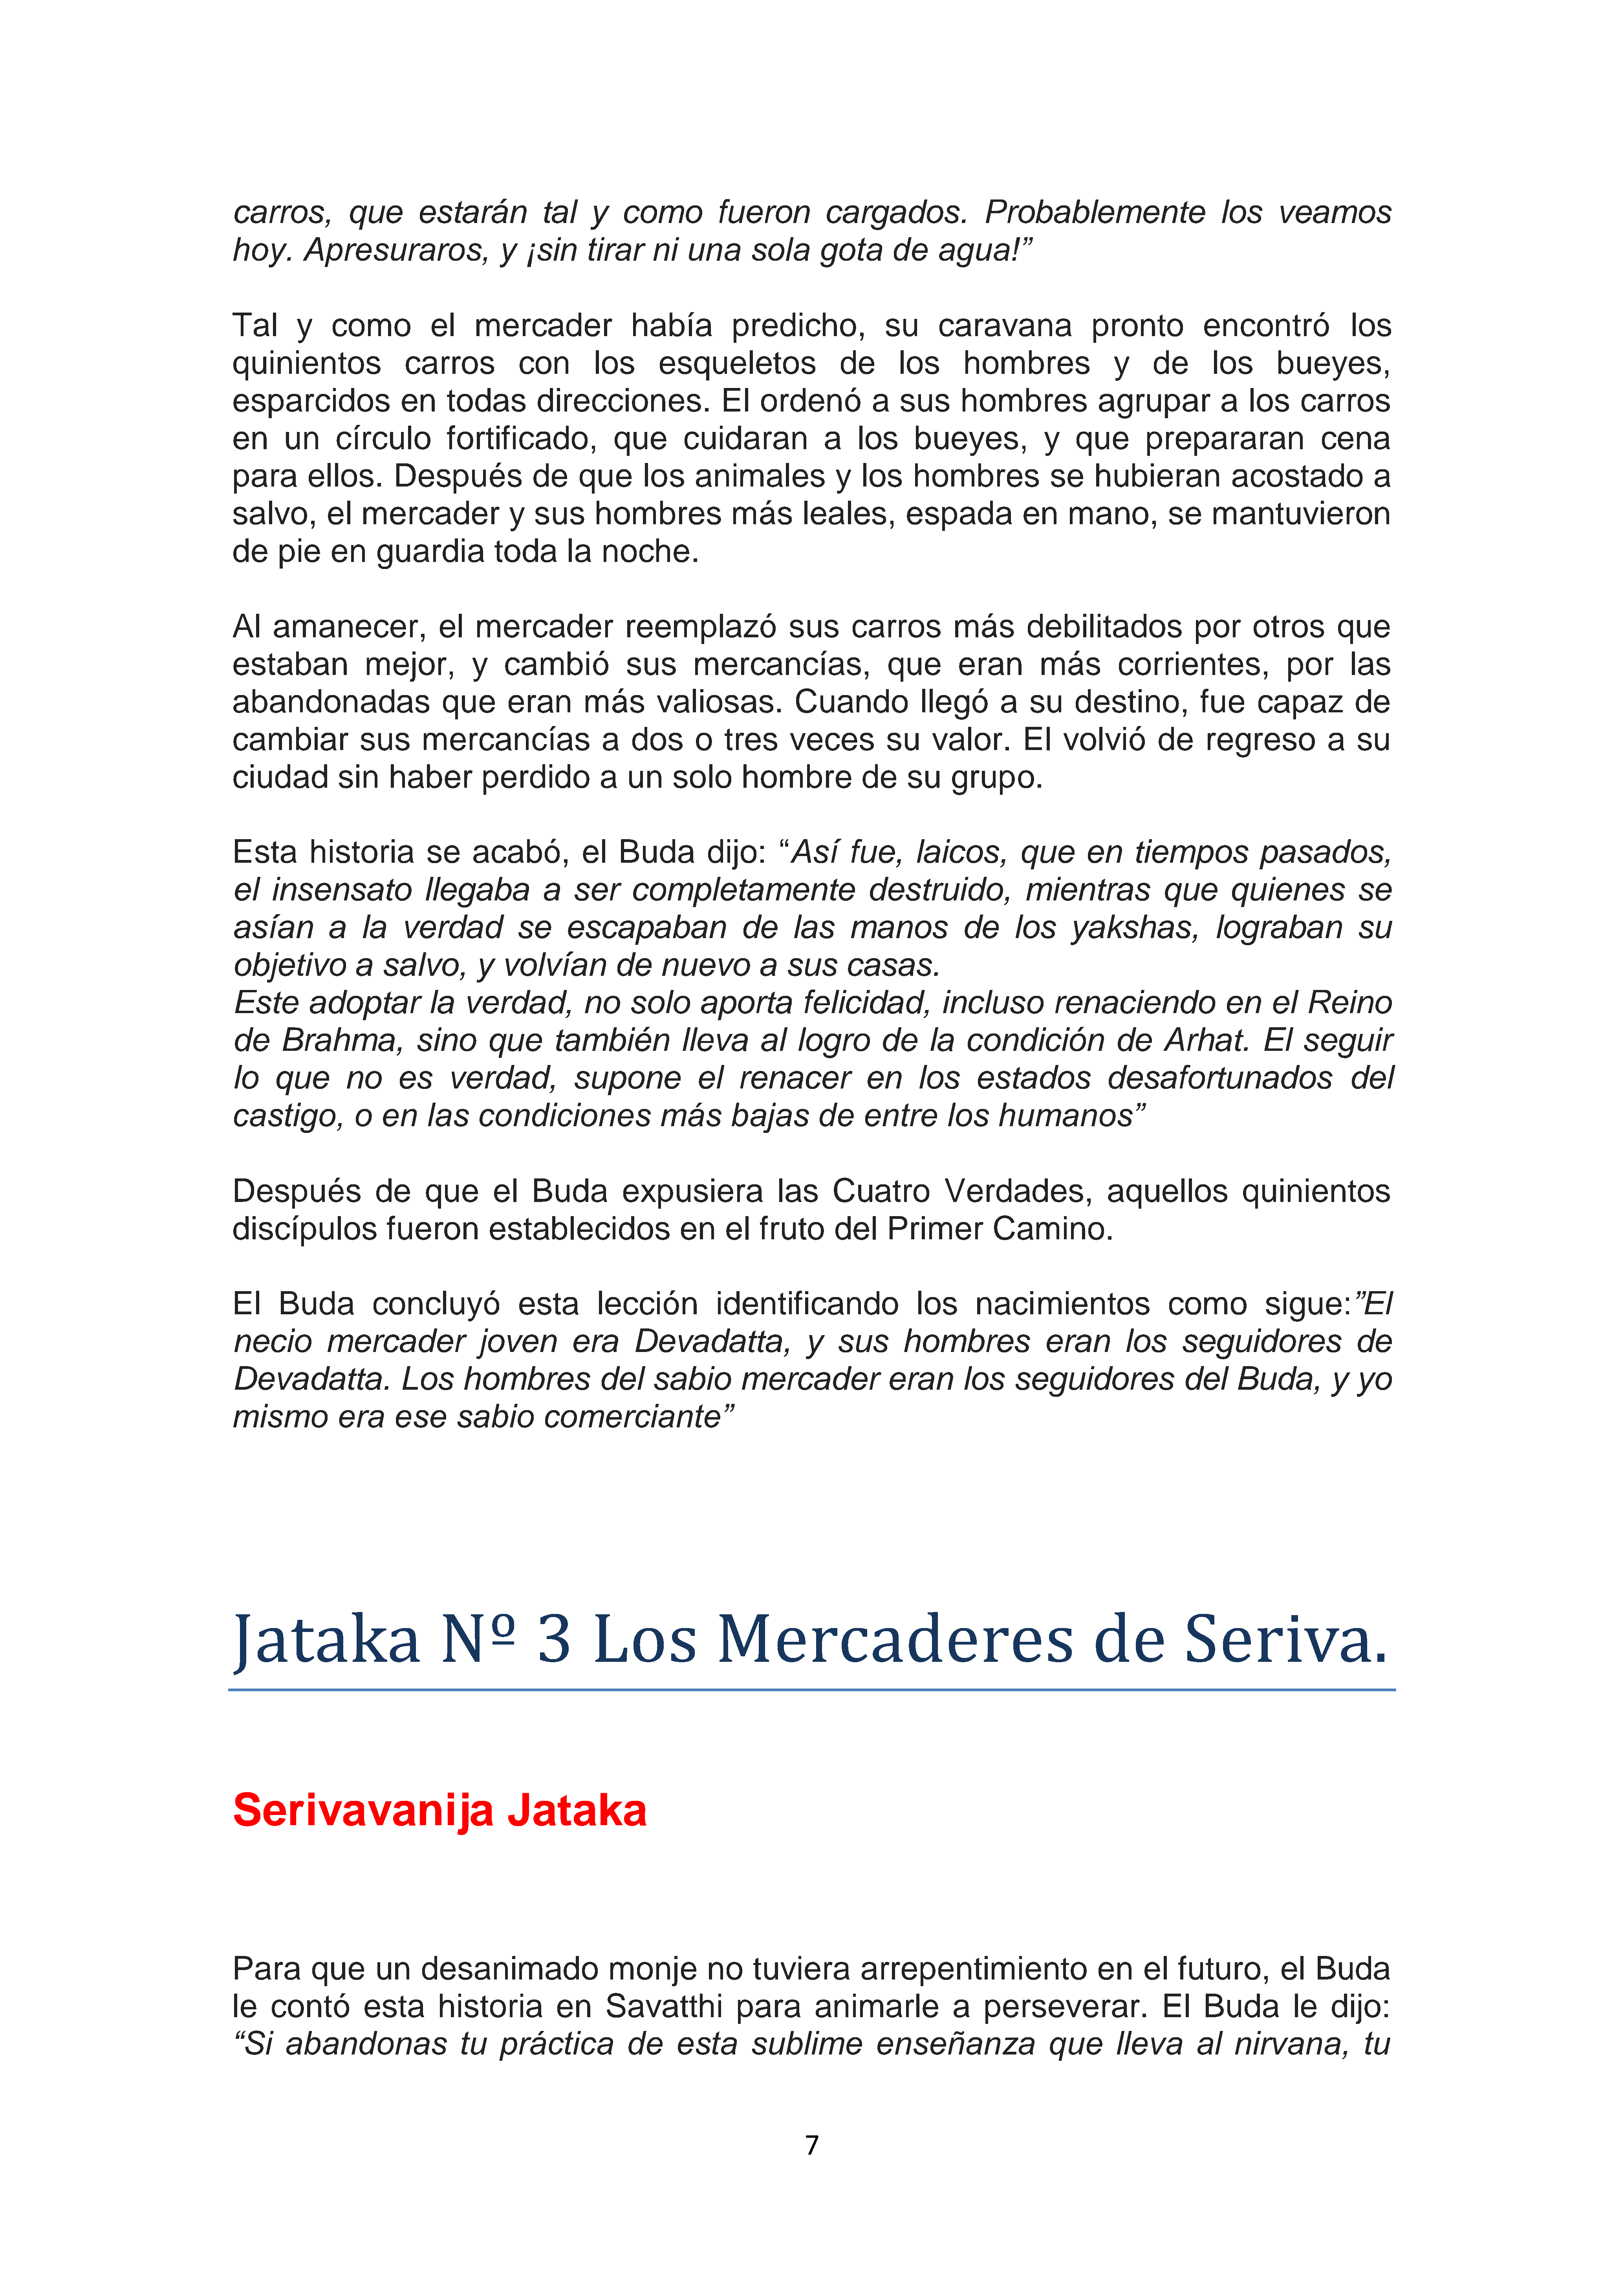 carros, que estarán tal y como fueron cargados. Probablemente los veamos
hoy. Apresuraros, y ¡sin tirar ni una sola gota de agua!”
Tal y como el mercader había predicho, su caravana pronto encontró los
quinientos carros con los esqueletos de los hombres y de los bueyes,
esparcidos en todas direcciones. El ordenó a sus hombres agrupar a los carros
en un círculo fortificado, que cuidaran a los bueyes, y que prepararan cena
para ellos. Después de que los animales y los hombres se hubieran acostado a
salvo, el mercader y sus hombres más leales, espada en mano, se mantuvieron
de pie en guardia toda la noche.
Al amanecer, el mercader reemplazó sus carros más debilitados por otros que
estaban mejor, y cambió sus mercancías, que eran más corrientes, por las
abandonadas que eran más valiosas. Cuando llegó a su destino, fue capaz de
cambiar sus mercancías a dos o tres veces su valor. El volvió de regreso a su
ciudad sin haber perdido a un solo hombre de su grupo.
Esta historia se acabó, el Buda dijo: “Así fue, laicos, que en tiempos pasados,
el insensato llegaba a ser completamente destruido, mientras que quienes se
asían a la verdad se escapaban de las manos de los yakshas, lograban su
objetivo a salvo, y volvían de nuevo a sus casas.
Este adoptar la verdad, no solo aporta felicidad, incluso renaciendo en el Reino
de Brahma, sino que también lleva al logro de la condición de Arhat. El seguir
lo que no es verdad, supone el renacer en los estados desafortunados del
castigo, o en las condiciones más bajas de entre los humanos”
Después de que el Buda expusiera las Cuatro Verdades, aquellos quinientos
discípulos fueron establecidos en el fruto del Primer Camino.
El Buda concluyó esta lección identificando los nacimientos como sigue:”El
necio mercader joven era Devadatta, y sus hombres eran los seguidores de
Devadatta. Los hombres del sabio mercader eran los seguidores del Buda, y yo
mismo era ese sabio comerciante”
Jataka Nº 3 Los Mercaderes de Seriva.
Serivavanija Jataka
Para que un desanimado monje no tuviera arrepentimiento en el futuro, el Buda
le contó esta historia en Savatthi para animarle a perseverar. El Buda le dijo:
“Si abandonas tu práctica de esta sublime enseñanza que lleva al nirvana, tu
7